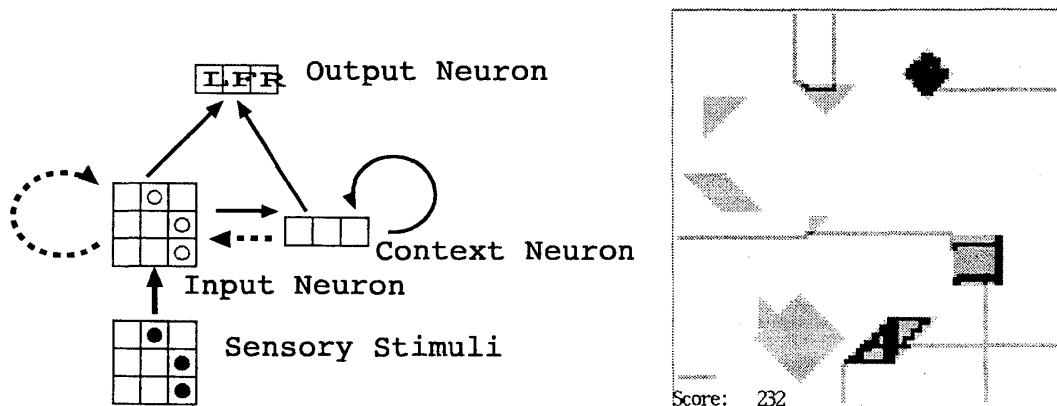 LFR Output Neuron
Context Neuron
Input Neuron
Sensory Stimuli
Score: 232